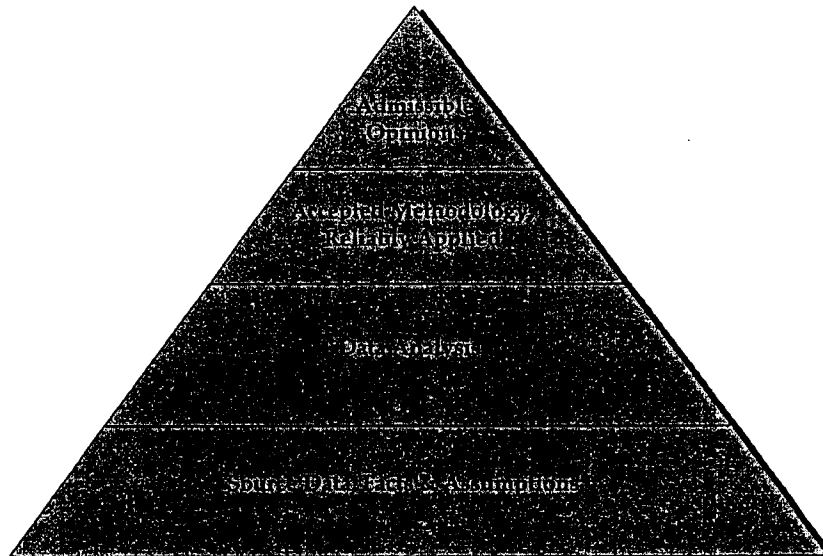 Admissible
Opinion
Accepted Methodology,
Reliably Applied
Data Analysis
Source Data, Facts & Assumptions